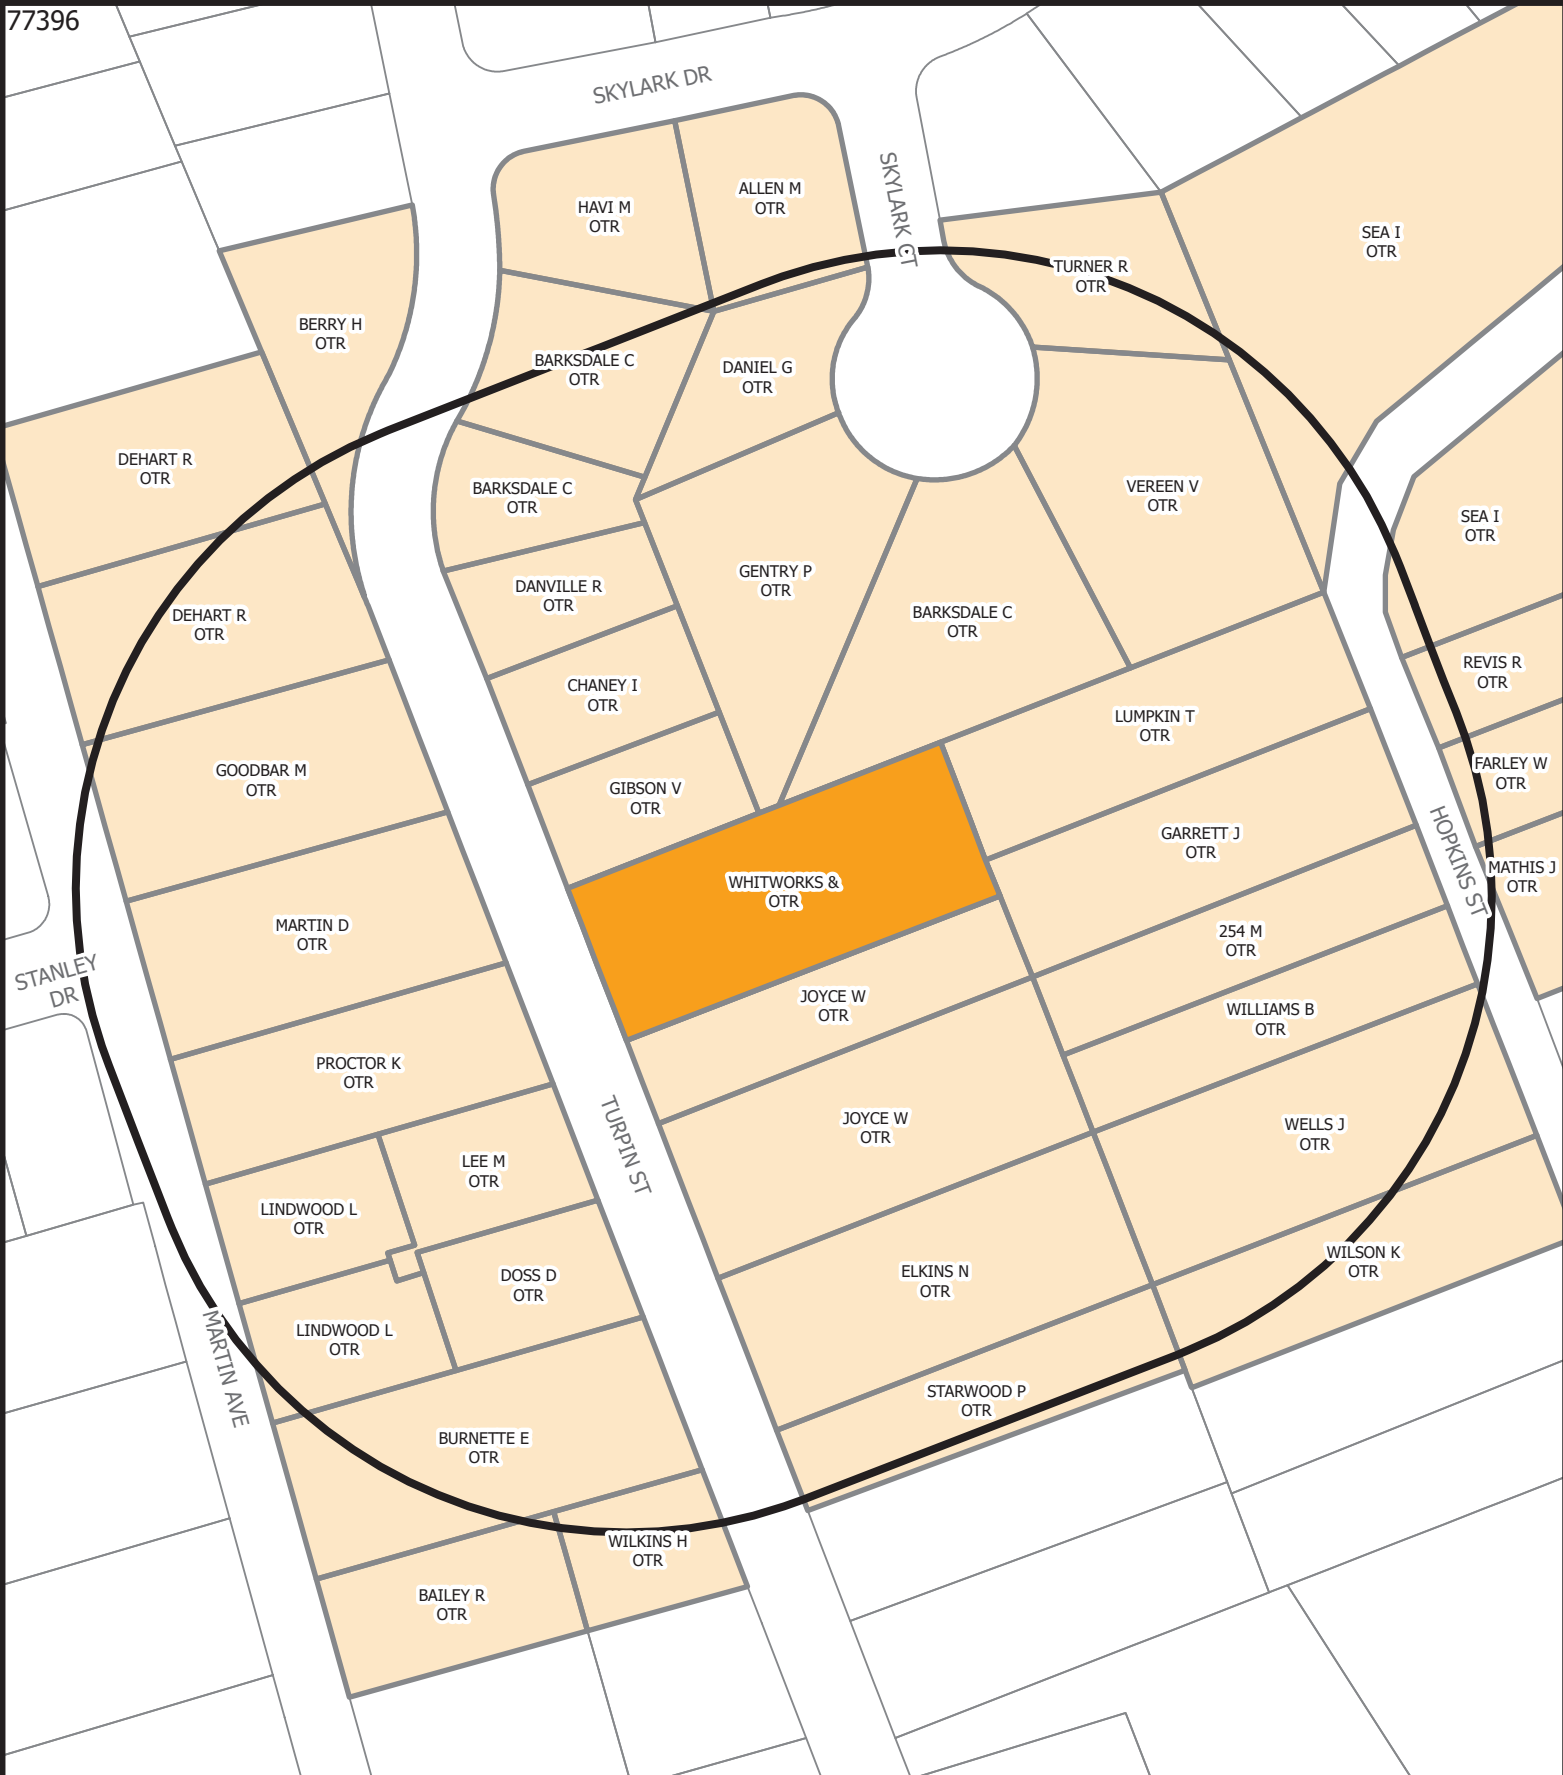 77396
SKYLARK DR
SKYLARK CT
HAVI M
OTR
ALLEN M
OTR
SEA I
OTR
TURNER R
OTR
BERRY H
OTR
BARKSDALE C
OTR
DANIEL G
OTR
DEHART R
OTR
BARKSDALE C
OTR
VEREEN V
OTR
SEA I
OTR
DANVILLE R
OTR
GENTRY P
OTR
DEHART R
OTR
BARKSDALE C
OTR
REVIS R
OTR
CHANEY I
OTR
LUMPKIN T
OTR
GOODBAR M
OTR
GIBSON V
OTR
FARLEY W
OTR
GARRETT J
OTR
HOPKINS ST
WHITWORKS &
OTR
MATHIS J
OTR
MARTIN D
OTR
254 M
OTR
STANLEY
DR
JOYCE W
OTR
WILLIAMS B
OTR
PROCTOR K
OTR
JOYCE W
OTR
WELLS J
OTR
TURPIN ST
LEE M
OTR
LINDWOOD L
OTR
WILSON K
OTR
DOSS D
OTR
ELKINS N
OTR
LINDWOOD L
OTR
MARTIN AVE
STARWOOD P
OTR
BURNETTE E
OTR
WILKINS H
OTR
BAILEY R
OTR